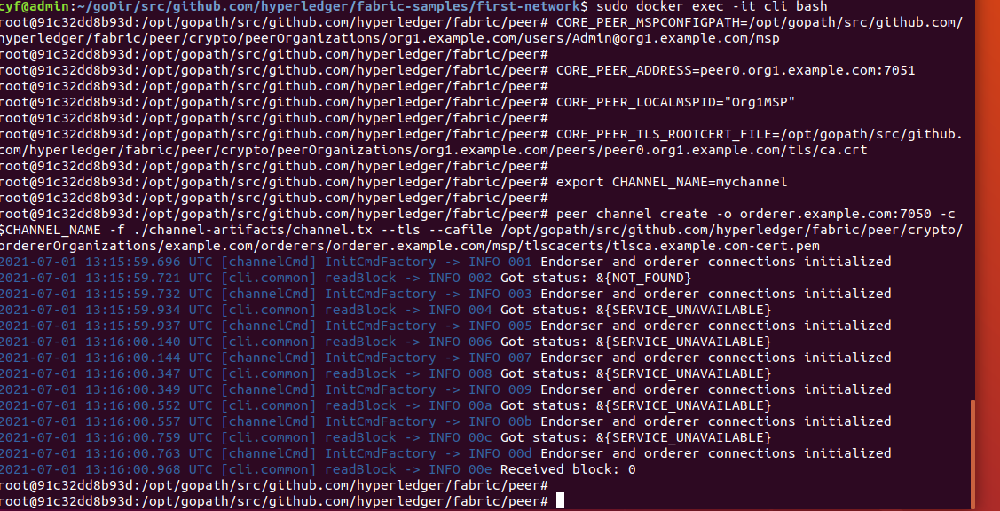 cyf@admin:~/goDir/src/github.com/hyperledger/fabric-samples/first-network$ sudo docker exec -it cli bash
root@91c32dd8b93d:/opt/gopath/src/github.com/hyperledger/fabric/peer# CORE_PEER_MSPCONFIGPATH=/opt/gopath/src/github.com/
hyperledger/fabric/peer/crypto/peerOrganizations/org1.example.com/users/Admin@org1.example.com/msp
root@91c32dd8b93d:/opt/gopath/src/github.com/hyperledger/fabric/peer#
root@91c32dd8b93d:/opt/gopath/src/github.com/hyperledger/fabric/peer# CORE_PEER_ADDRESS=peer0.org1.example.com:7051
root@91c32dd8b93d:/opt/gopath/src/github.com/hyperledger/fabric/peer#
root@91c32dd8b93d:/opt/gopath/src/github.com/hyperledger/fabric/peer# CORE_PEER_LOCALMSPID="Org1MSP"
root@91c32dd8b93d:/opt/gopath/src/github.com/hyperledger/fabric/peer#
root@91c32dd8b93d:/opt/gopath/src/github.com/hyperledger/fabric/peer# CORE_PEER_TLS_ROOTCERT_FILE=/opt/gopath/src/github.
com/hyperledger/fabric/peer/crypto/peerOrganizations/org1.example.com/peers/peer0.org1.example.com/tls/ca.crt
root@91c32dd8b93d:/opt/gopath/src/github.com/hyperledger/fabric/peer#
root@91c32dd8b93d:/opt/gopath/src/github.com/hyperledger/fabric/peer# export CHANNEL_NAME=mychannel
root@91c32dd8b93d:/opt/gopath/src/github.com/hyperledger/fabric/peer#
root@91c32dd8b93d:/opt/gopath/src/github.com/hyperledger/fabric/peer# peer channel create -o orderer.example.com:7050 -c
$CHANNEL_NAME -f ./channel-artifacts/channel.tx --tls --cafile /opt/gopath/src/github.com/hyperledger/fabric/peer/crypto/
ordererOrganizations/example.com/orderers/orderer.example.com/msp/tlscacerts/tlsca.example.com-cert.pem
2021-07-01 13:15:59.696 UTC [channelCmd] InitCmdFactory -> INFO 001 Endorser and orderer connections initialized
2021-07-01 13:15:59.721 UTC [cli.common] readBlock -> INFO 002 Got status: &{NOT_FOUND}
2021-07-01 13:15:59.732 UTC [channelCmd] InitCmdFactory -> INFO 003 Endorser and orderer connections initialized
2021-07-01 13:15:59.934 UTC [cli.common] readBlock -> INFO 004 Got status: &{SERVICE_UNAVAILABLE}
2021-07-01 13:15:59.937 UTC [channelCmd] InitCmdFactory -> INFO 005 Endorser and orderer connections initialized
2021-07-01 13:16:00.140 UTC [cli.common] readBlock -> INFO 006 Got status: &{SERVICE_UNAVAILABLE}
2021-07-01 13:16:00.144 UTC [channelCmd] InitCmdFactory -> INFO 007 Endorser and orderer connections initialized
2021-07-01 13:16:00.347 UTC [cli.common] readBlock -> INFO 008 Got status: &{SERVICE_UNAVAILABLE}
2021-07-01 13:16:00.349 UTC [channelCmd] InitCmdFactory -> INFO 009 Endorser and orderer connections initialized
2021-07-01 13:16:00.552 UTC [cli.common] readBlock -> INFO 00a Got status: &{SERVICE_UNAVAILABLE}
2021-07-01 13:16:00.557 UTC [channelCmd] InitCmdFactory -> INFO 00b Endorser and orderer connections initialized
2021-07-01 13:16:00.759 UTC [cli.common] readBlock -> INFO 00c Got status: &{SERVICE_UNAVAILABLE}
2021-07-01 13:16:00.763 UTC [channelCmd] InitCmdFactory -> INFO 00d Endorser and orderer connections initialized
2021-07-01 13:16:00.968 UTC [cli.common] readBlock -> INFO 00e Received block: 0
root@91c32dd8b93d:/opt/gopath/src/github.com/hyperledger/fabric/peer#
root@91c32dd8b93d:/opt/gopath/src/github.com/hyperledger/fabric/peer#